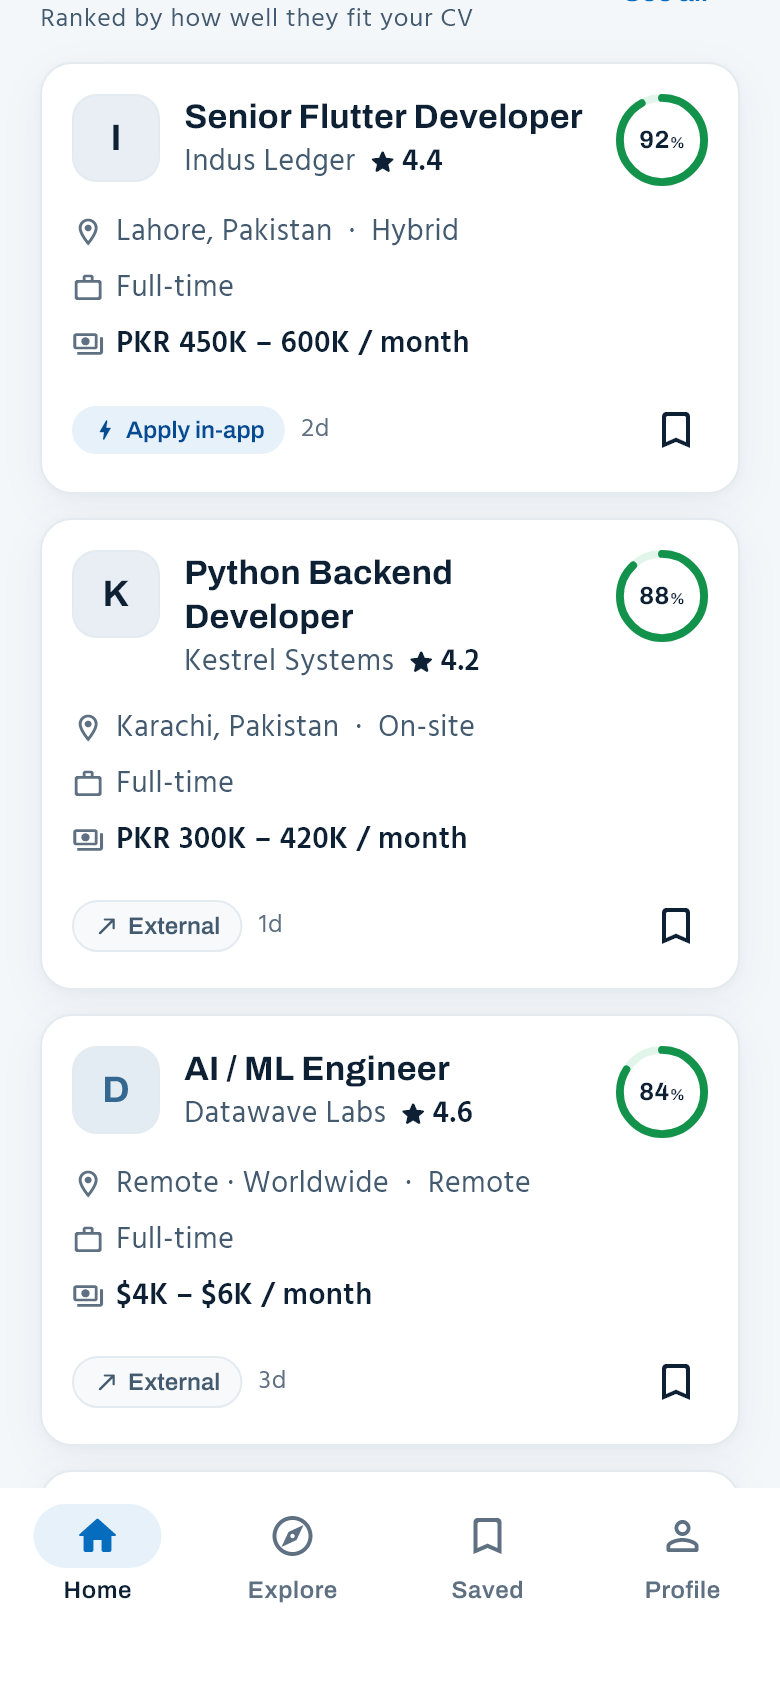 Ranked by how well they fit your CV
I
Senior Flutter Developer
Indus Ledger ★ 4.4
92%
Lahore, Pakistan · Hybrid
Full-time
PKR 450K – 600K / month
Apply in-app 2d
K
Python Backend
Developer
Kestrel Systems ★ 4.2
88%
Karachi, Pakistan · On-site
Full-time
PKR 300K – 420K / month
External 1d
D
AI / ML Engineer
Datawave Labs ★ 4.6
84%
Remote · Worldwide · Remote
Full-time
$4K – $6K / month
External 3d
Home Explore Saved Profile